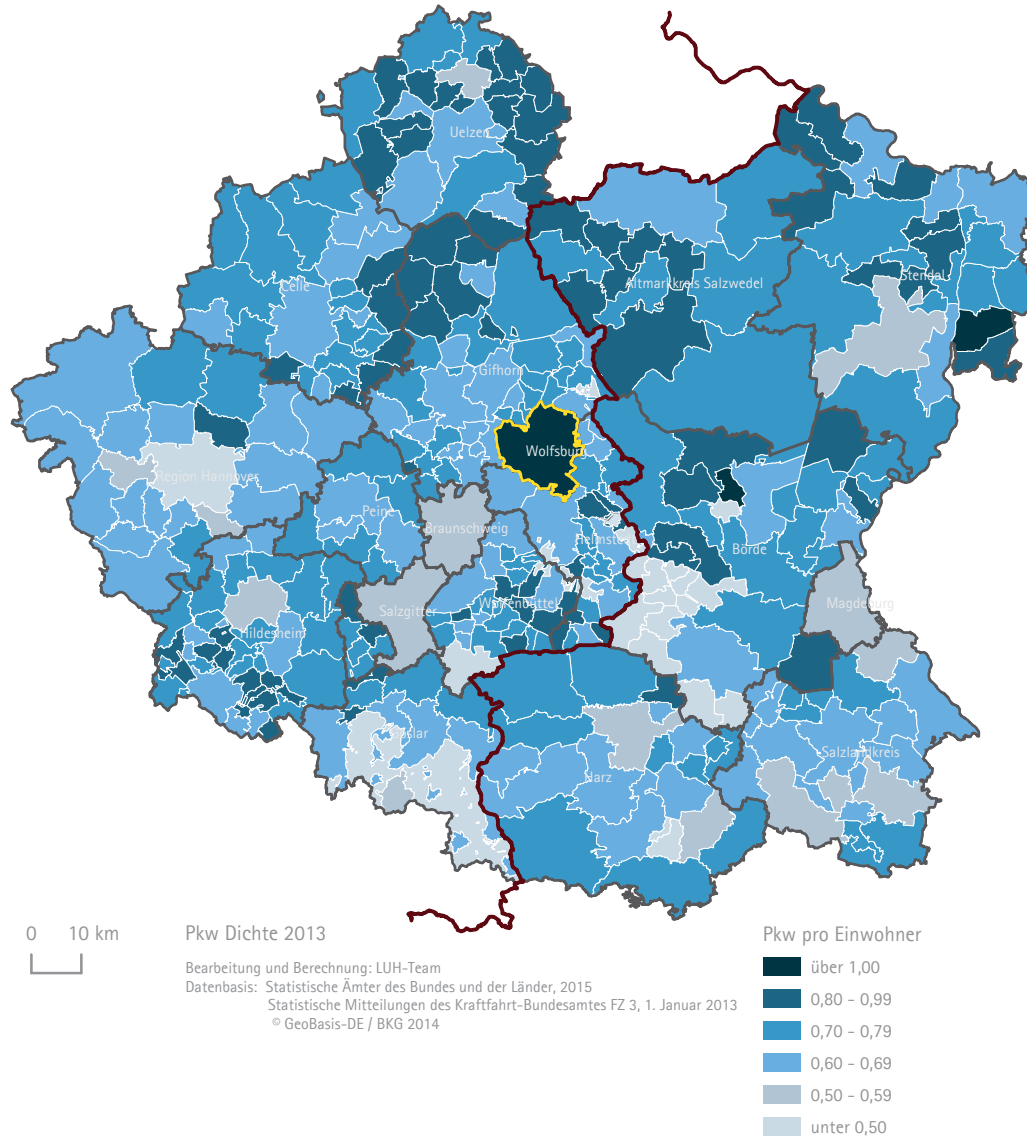 Uelzen
Stendal
Altmarkkreis Salzwedel
Celle
Gifhorn
Wolfsburg
Region Hannover
Peine
Braunschweig
Helmstedt
Börde
Magdeburg
Salzgitter
Wolfenbüttel
Hildesheim
Goslar
Salzlandkreis
Harz
0 10 km
Pkw Dichte 2013
Bearbeitung und Berechnung: LUH-Team
Datenbasis: Statistische Ämter des Bundes und der Länder, 2015
Statistische Mitteilungen des Kraftfahrt-Bundesamtes FZ 3, 1. Januar 2013
© GeoBasis-DE / BKG 2014
Pkw pro Einwohner
über 1,00
0,80 - 0,99
0,70 - 0,79
0,60 - 0,69
0,50 - 0,59
unter 0,50